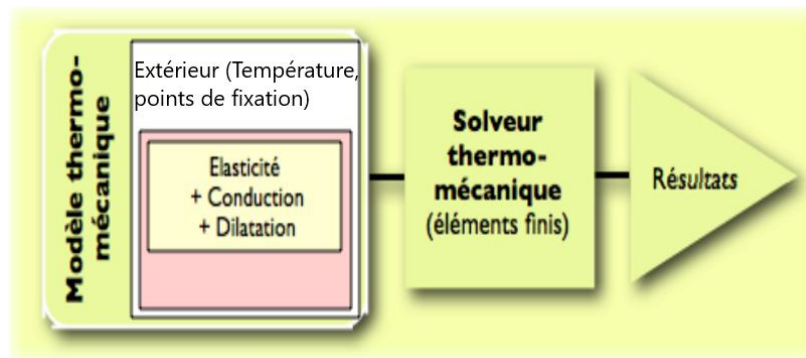 Modèle thermo-
mécanique
Extérieur (Température,
points de fixation)
Elasticité
+ Conduction
+ Dilatation
Solveur
thermo-
mécanique
(éléments finis)
Résultats